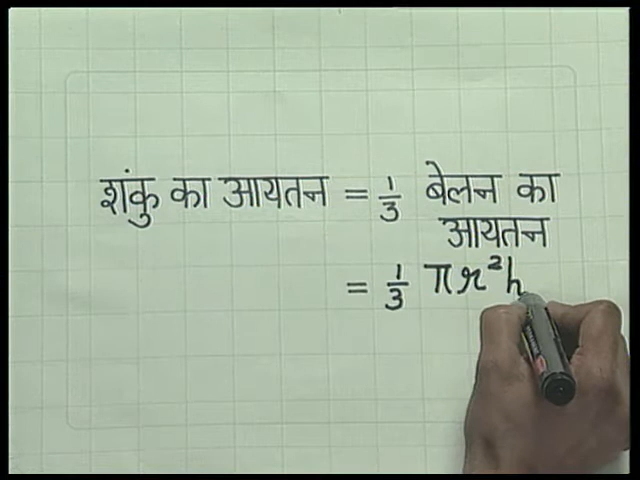 शंकु का आयतन = 1/3 बेलन का
आयतन
= 1/3 πr²h